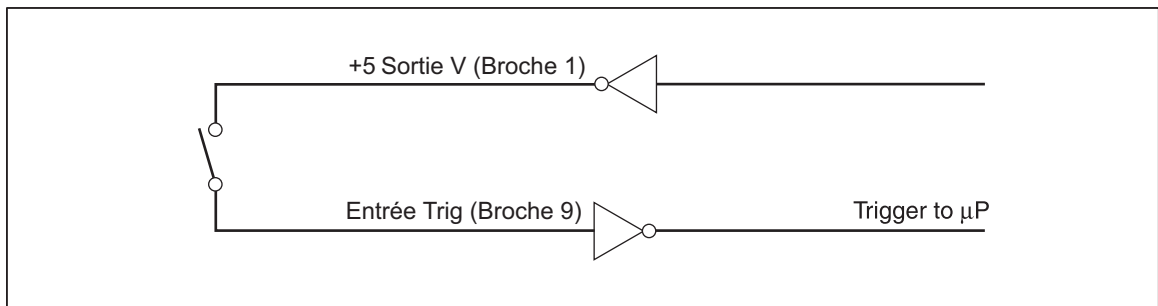 +5 Sortie V (Broche 1)
Entrée Trig (Broche 9)
Trigger to µP